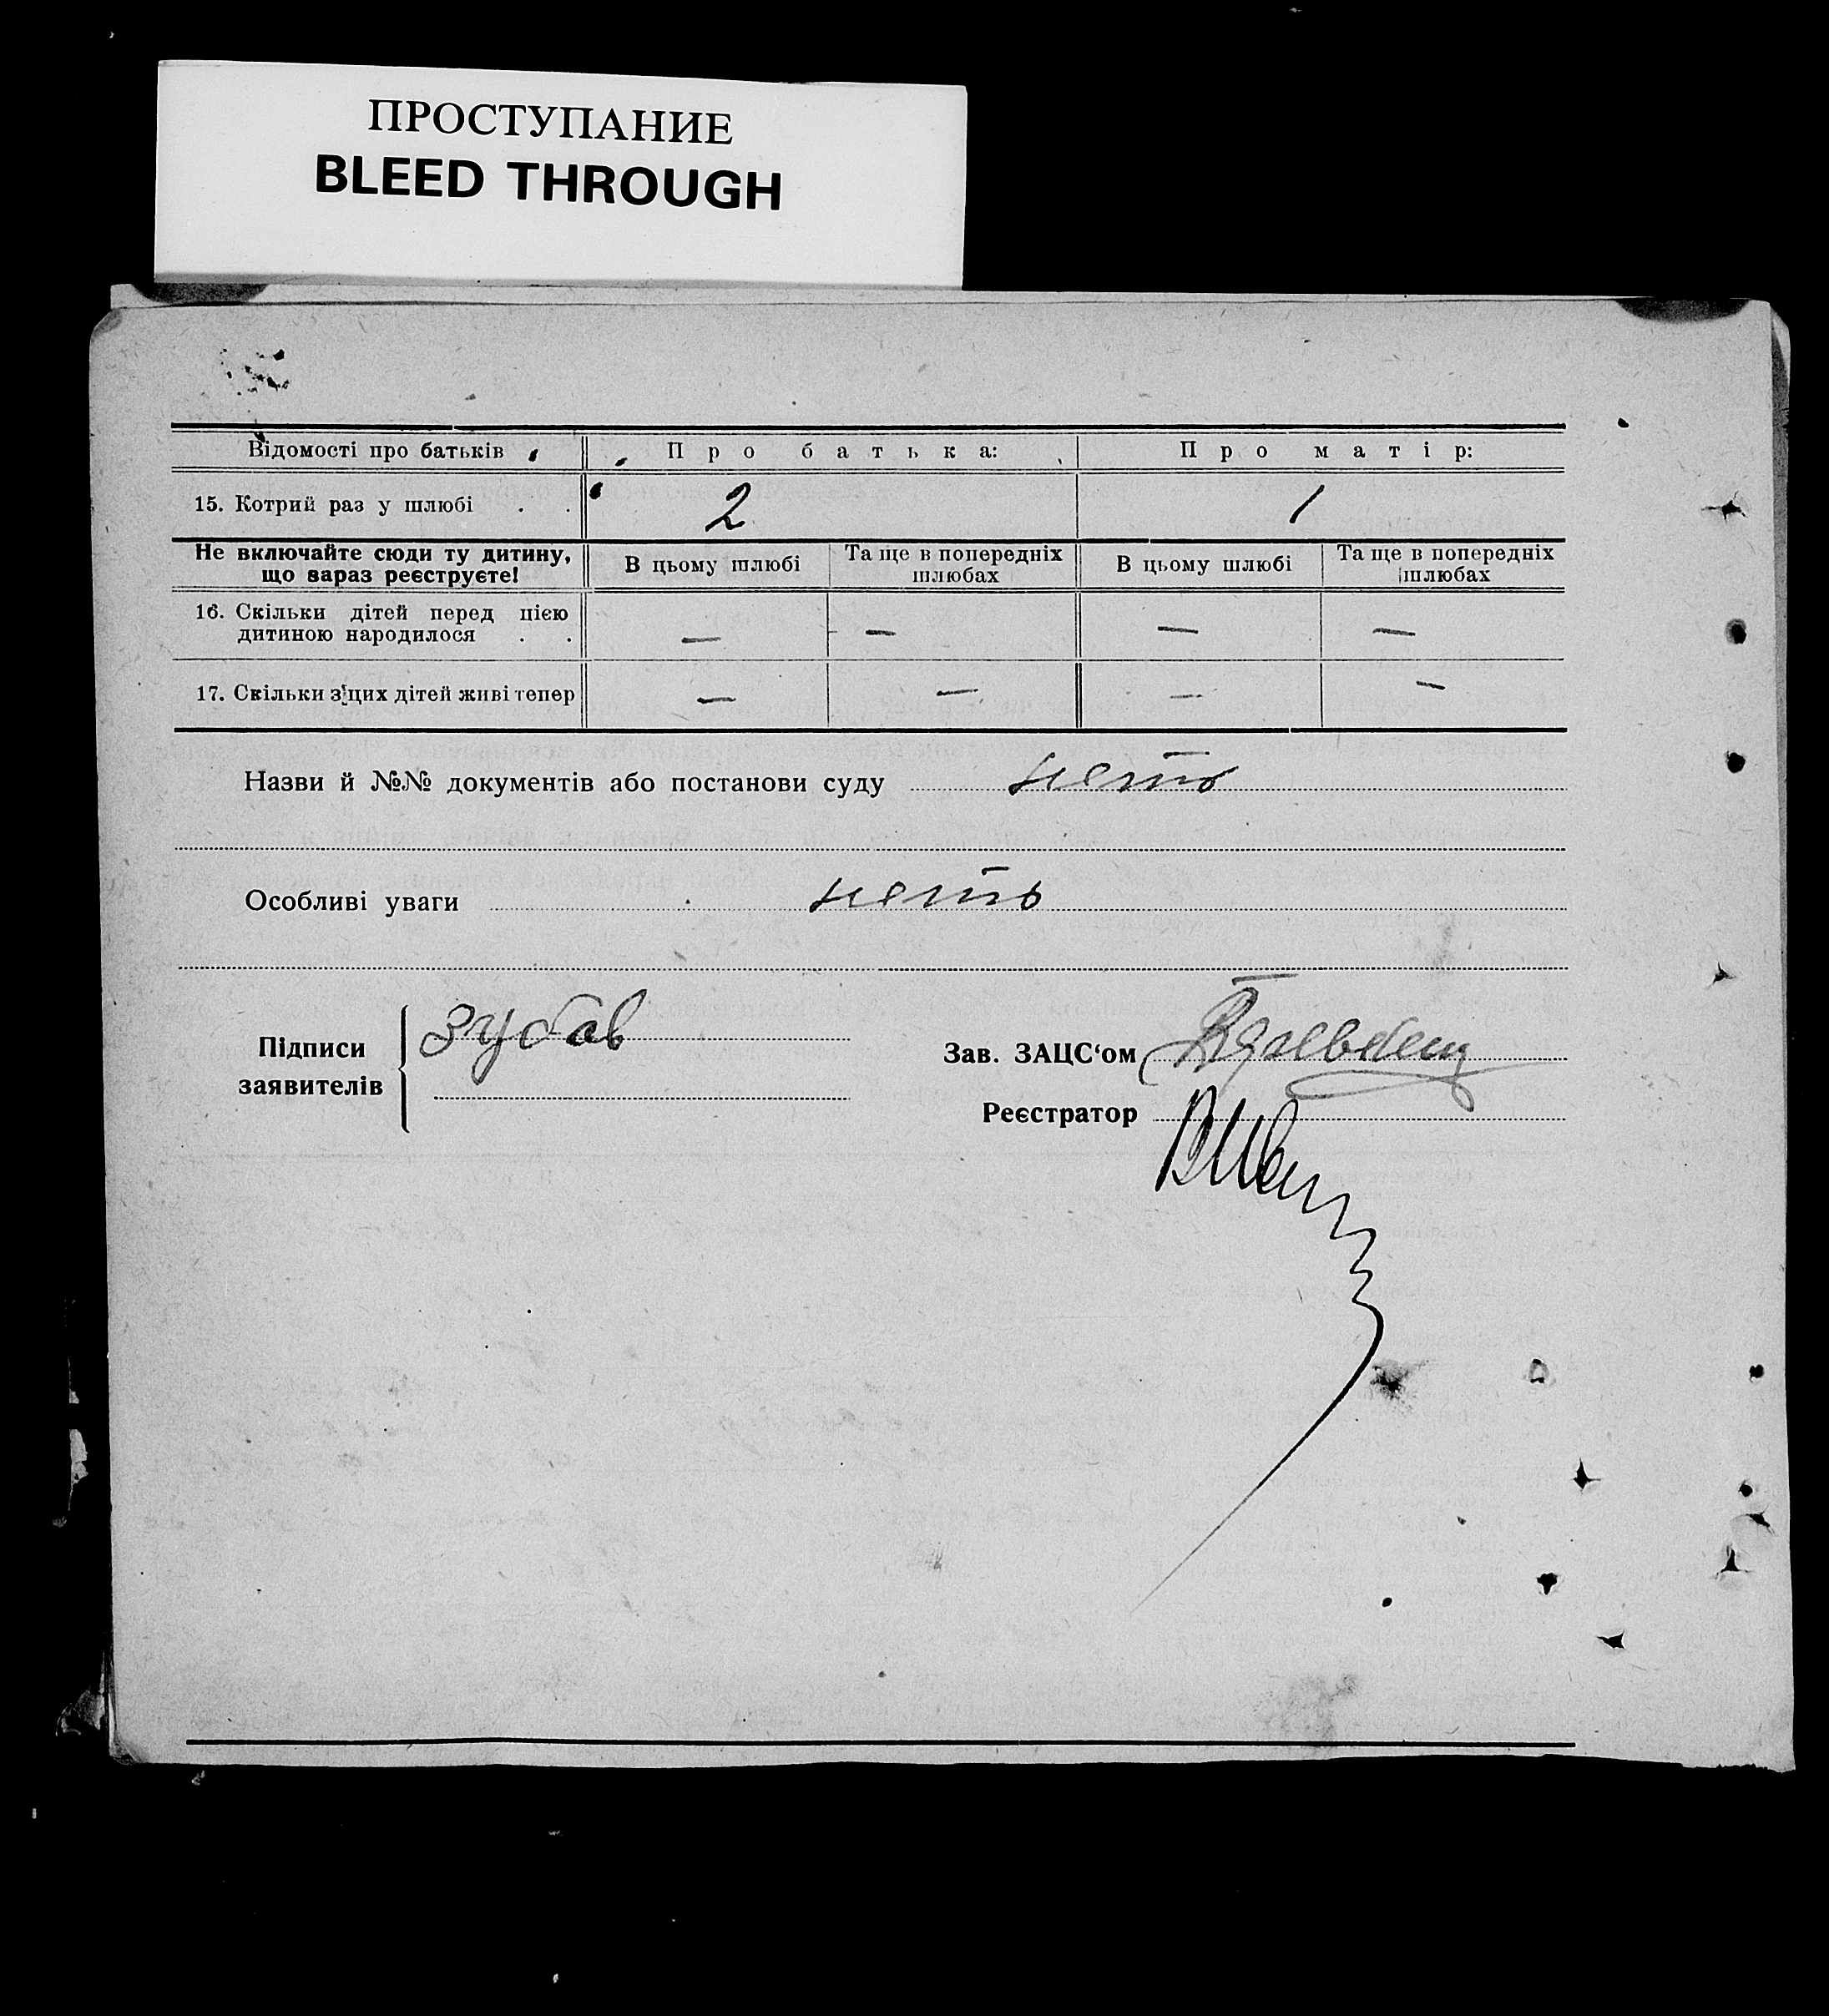 ПРОСТУПАНИЕ
BLEED THROUGH
Відомості про батьків Про батька: Про матір:
15. Котрий раз у шлюбі . . 2 1
Не включайте сюди ту дитину, що зараз реєструєте! В цьому шлюбі Та ще в попередніх шлюбах В цьому шлюбі Та ще в попередніх шлюбах
16. Скільки дітей перед цією
дитиною народилося . . — — — —
17. Скільки з цих дітей живі тепер — — — —
Назви й №№ документів або постанови суду нетъ
Особливі уваги нетъ
Підписи заявителів Зубов
Зав. ЗАЦС‘ом
Реєстратор